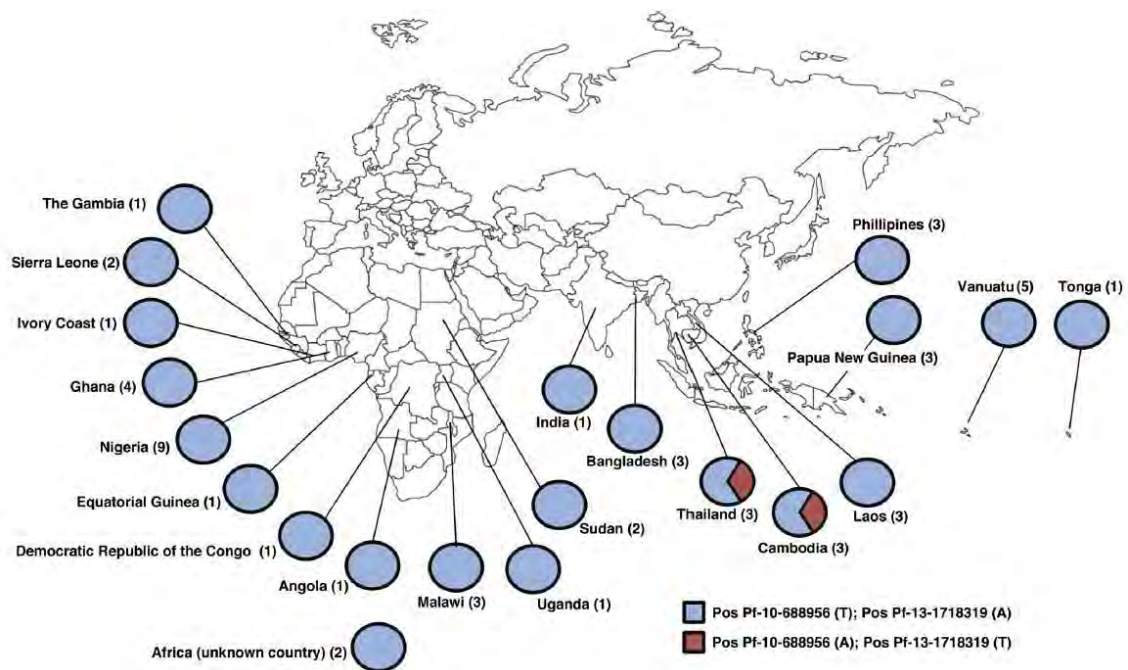 The Gambia (1)
Sierra Leone (2)
Ivory Coast (1)
Ghana (4)
Nigeria (9)
Equatorial Guinea (1)
Democratic Republic of the Congo (1)
Angola (1)
Malawi (3)
Uganda (1)
Sudan (2)
Africa (unknown country) (2)
India (1)
Bangladesh (3)
Thailand (3)
Cambodia (3)
Laos (3)
Phillipines (3)
Papua New Guinea (3)
Vanuatu (5)
Tonga (1)
Pos Pf-10-688956 (T); Pos Pf-13-1718319 (A)
Pos Pf-10-688956 (A); Pos Pf-13-1718319 (T)